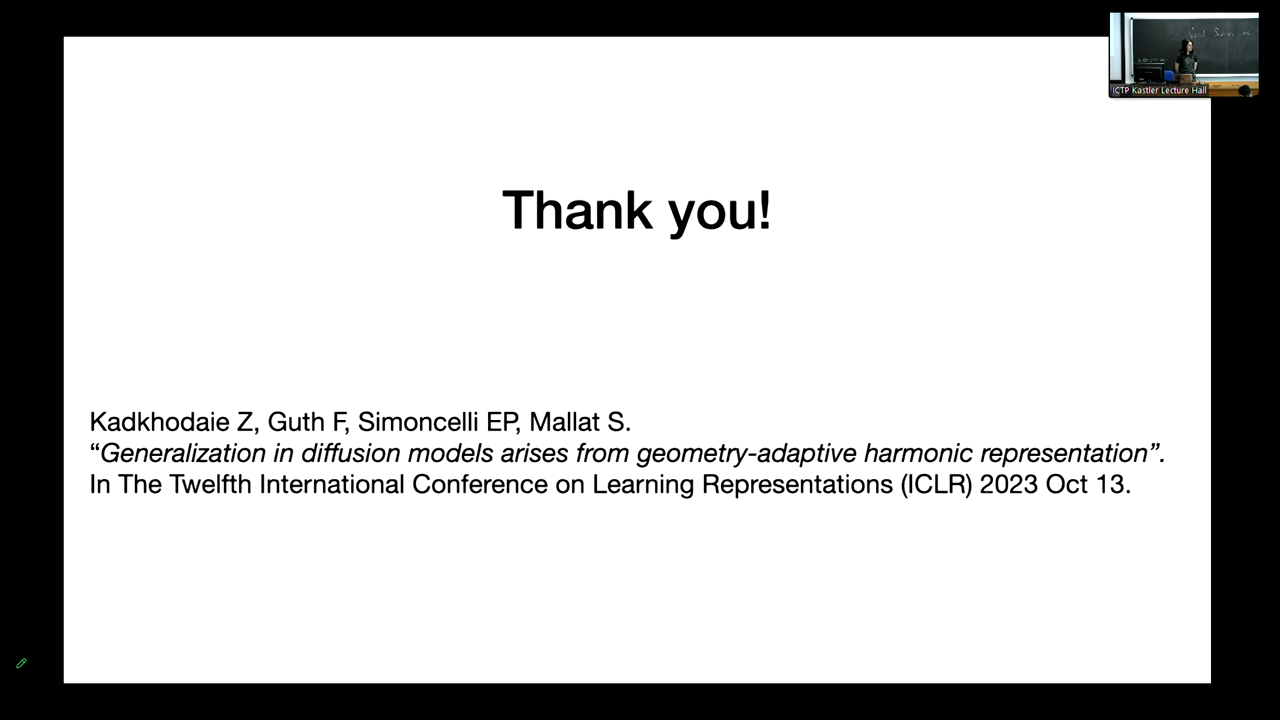 ICTP Kastler Lecture Hall
Thank you!
Kadkhodaie Z, Guth F, Simoncelli EP, Mallat S.
“Generalization in diffusion models arises from geometry-adaptive harmonic representation”.
In The Twelfth International Conference on Learning Representations (ICLR) 2023 Oct 13.